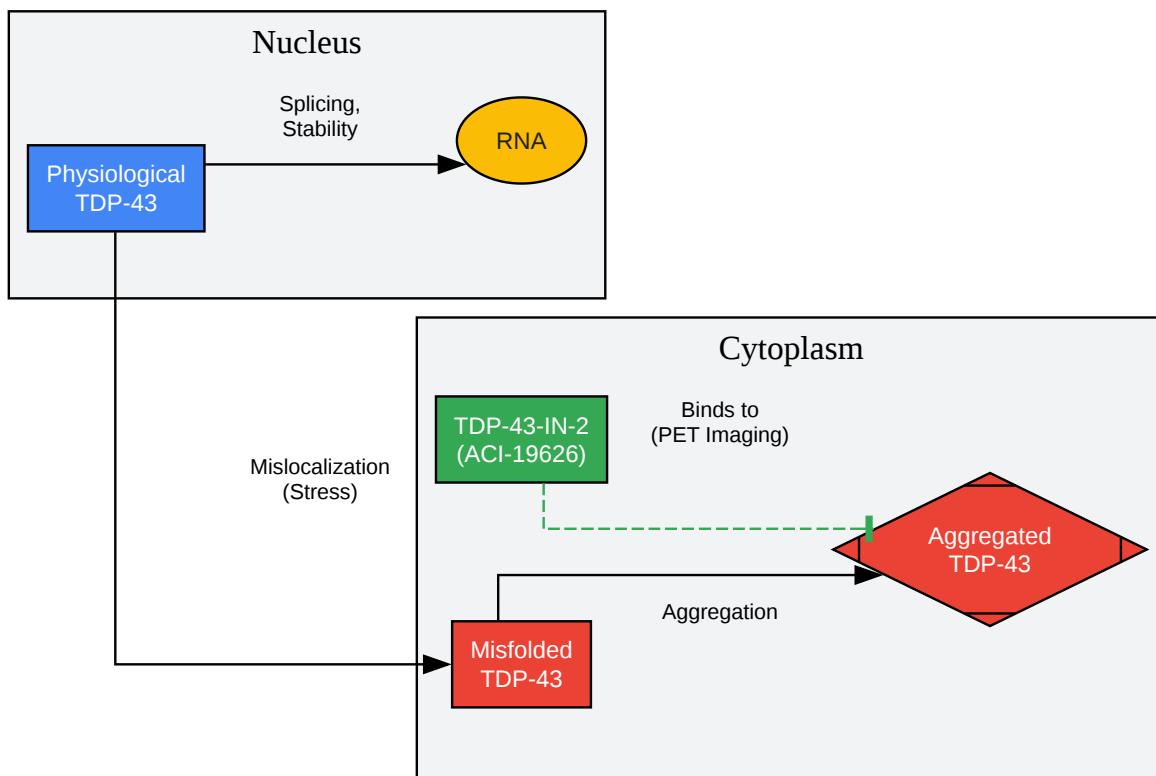 Nucleus
Splicing,
Stability
RNA
Physiological
TDP-43
Cytoplasm
TDP-43-IN-2
(ACI-19626)
Binds to
(PET Imaging)
Mislocalization
(Stress)
Aggregated
TDP-43
Aggregation
Misfolded
TDP-43